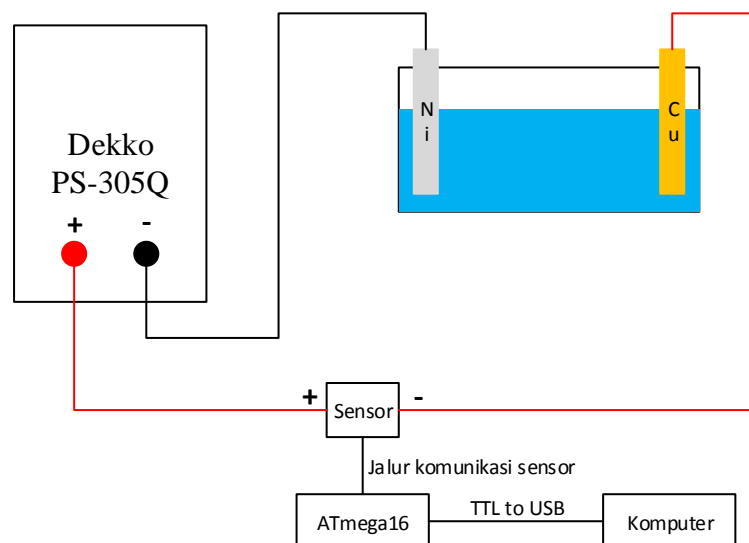 Dekko
PS-305Q
+ -
N
i
C
u
+ Sensor -
Jalur komunikasi sensor
ATmega16 TTL to USB Komputer